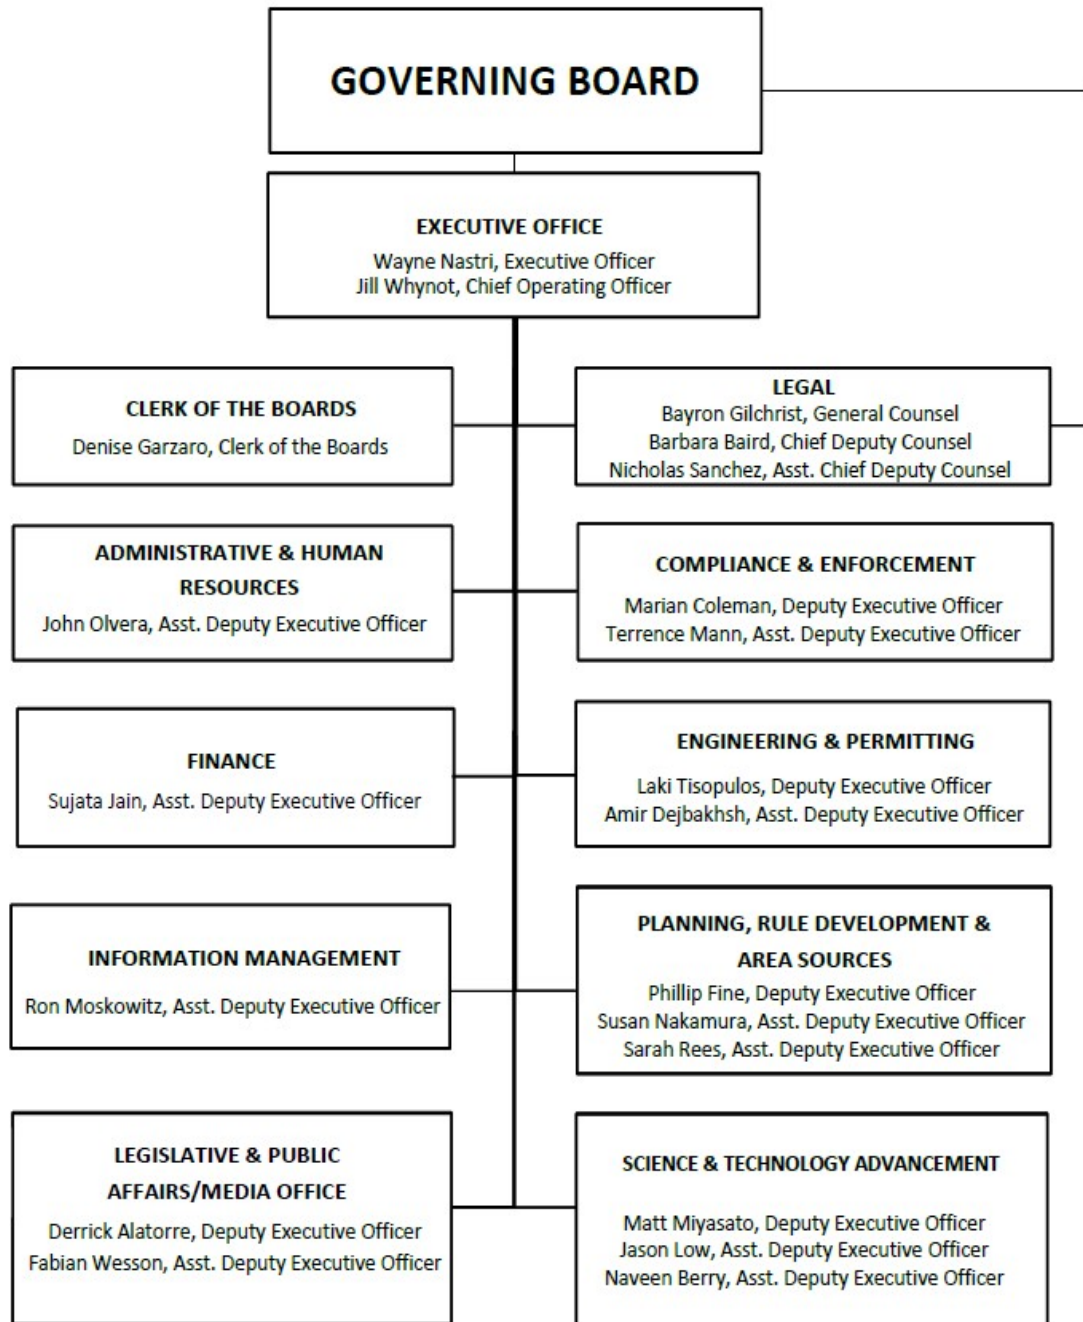 GOVERNING BOARD
EXECUTIVE OFFICE
Wayne Nastri, Executive Officer
Jill Whynot, Chief Operating Officer
CLERK OF THE BOARDS
Denise Garzaro, Clerk of the Boards
LEGAL
Bayron Gilchrist, General Counsel
Barbara Baird, Chief Deputy Counsel
Nicholas Sanchez, Asst. Chief Deputy Counsel
ADMINISTRATIVE & HUMAN
RESOURCES
John Olvera, Asst. Deputy Executive Officer
COMPLIANCE & ENFORCEMENT
Marian Coleman, Deputy Executive Officer
Terrence Mann, Asst. Deputy Executive Officer
FINANCE
Sujata Jain, Asst. Deputy Executive Officer
ENGINEERING & PERMITTING
Laki Tisopulos, Deputy Executive Officer
Amir Dejbakhsh, Asst. Deputy Executive Officer
INFORMATION MANAGEMENT
Ron Moskowitz, Asst. Deputy Executive Officer
PLANNING, RULE DEVELOPMENT &
AREA SOURCES
Phillip Fine, Deputy Executive Officer
Susan Nakamura, Asst. Deputy Executive Officer
Sarah Rees, Asst. Deputy Executive Officer
LEGISLATIVE & PUBLIC
AFFAIRS/MEDIA OFFICE
Derrick Alatorre, Deputy Executive Officer
Fabian Wesson, Asst. Deputy Executive Officer
SCIENCE & TECHNOLOGY ADVANCEMENT
Matt Miyasato, Deputy Executive Officer
Jason Low, Asst. Deputy Executive Officer
Naveen Berry, Asst. Deputy Executive Officer